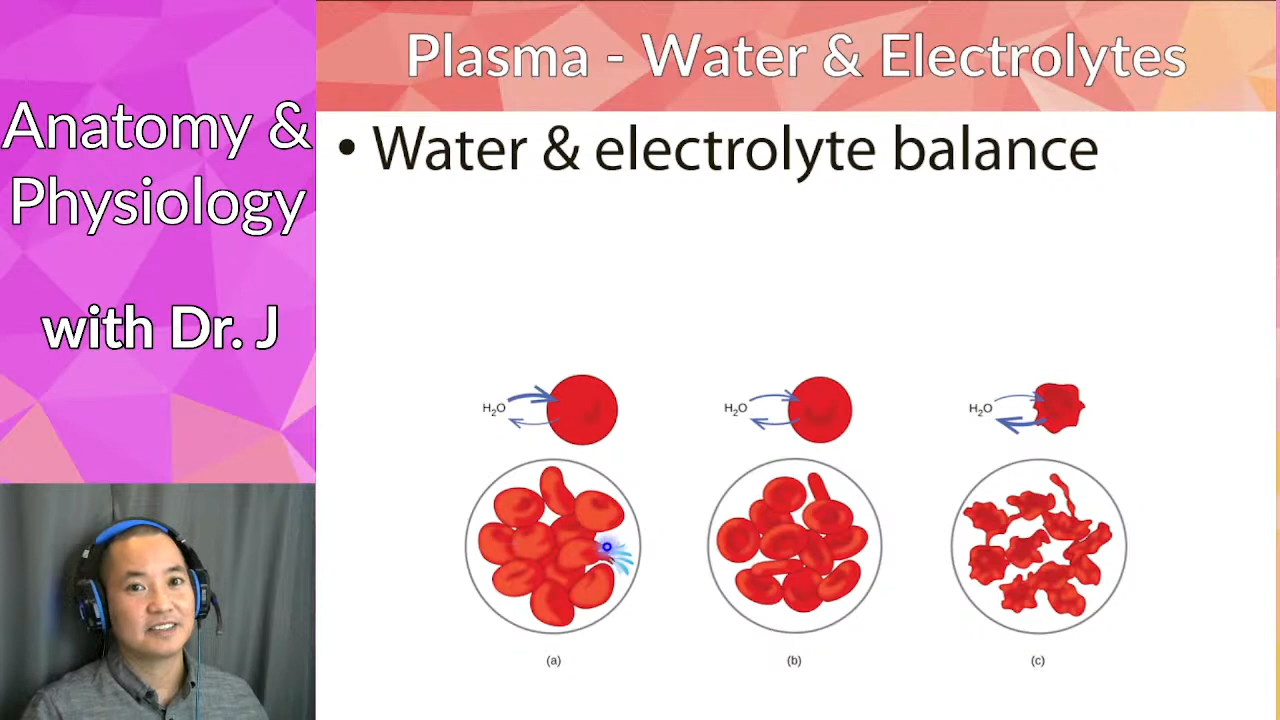 Plasma - Water & Electrolytes
Anatomy &
Physiology
with Dr. J
• Water & electrolyte balance
H₂O
H₂O
H₂O
(a)
(b)
(c)